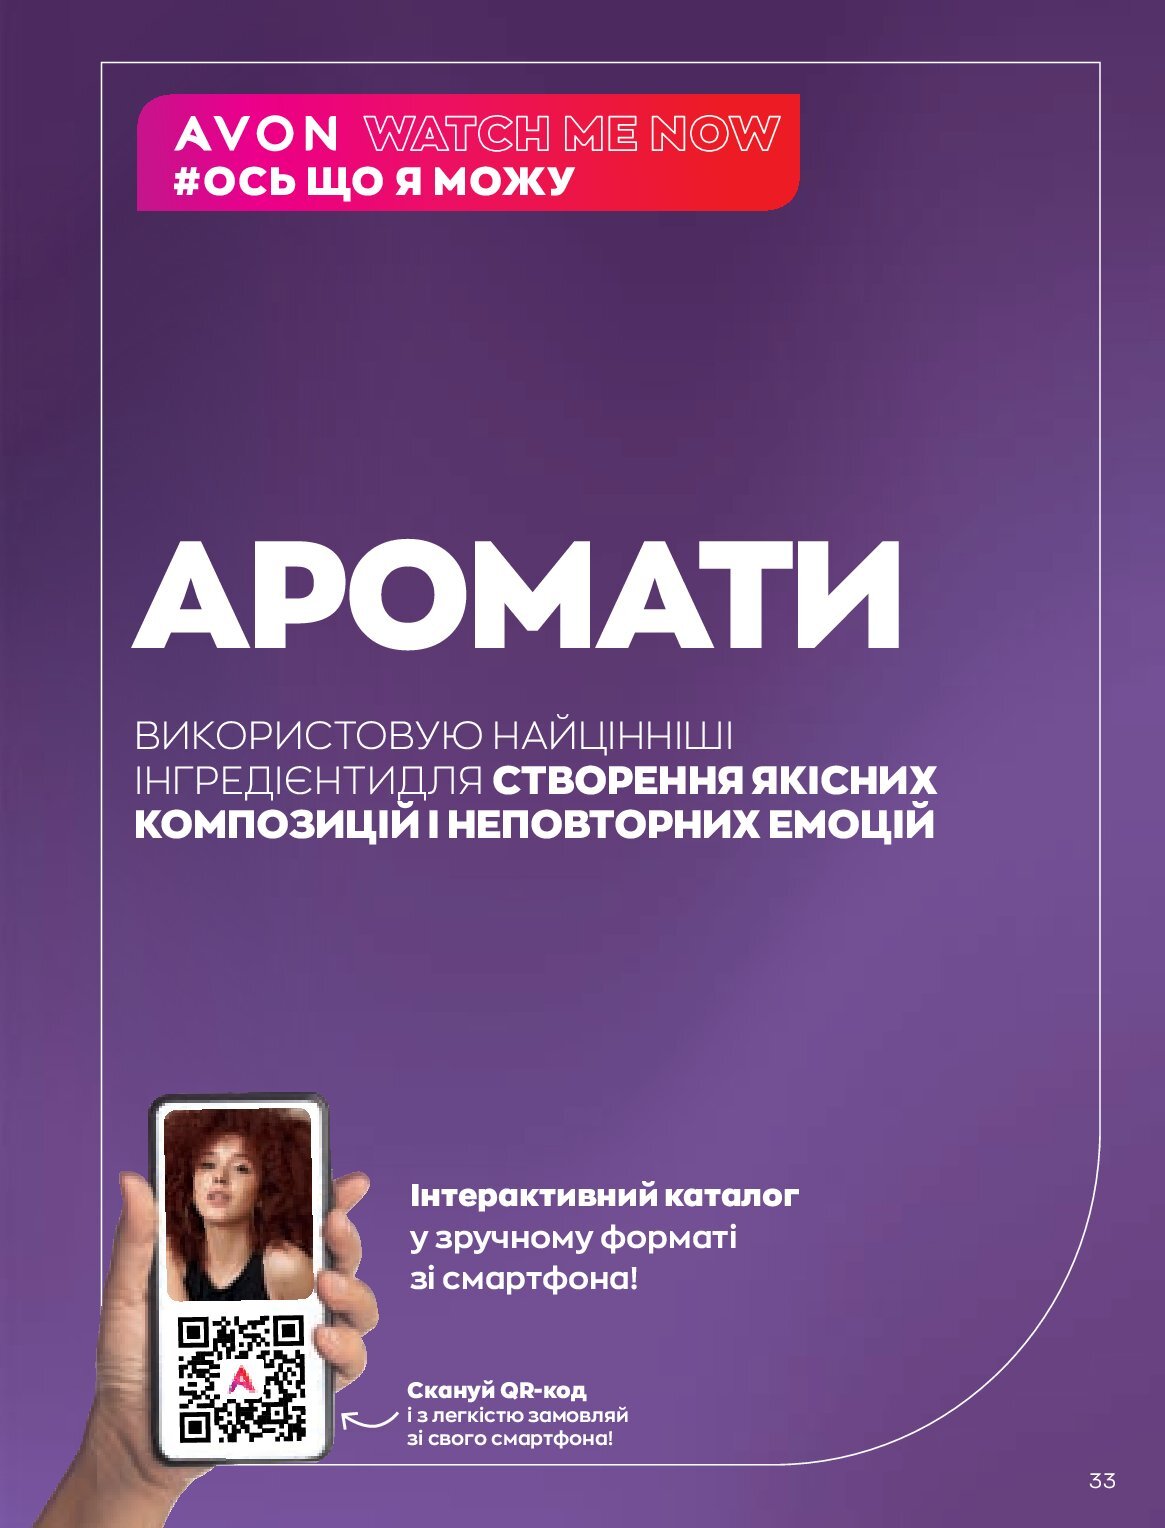 AVON WATCH ME NOW
#ОСЬ ЩО Я МОЖУ
АРОМАТИ
ВИКОРИСТОВУЮ НАЙЦІННІШІ
ІНГРЕДІЄНТИДЛЯ СТВОРЕННЯ ЯКІСНИХ
КОМПОЗИЦІЙ І НЕПОВТОРНИХ ЕМОЦІЙ
Інтерактивний каталог
у зручному форматі
зі смартфона!
Скануй QR-код
і з легкістю замовляй
зі свого смартфона!
33